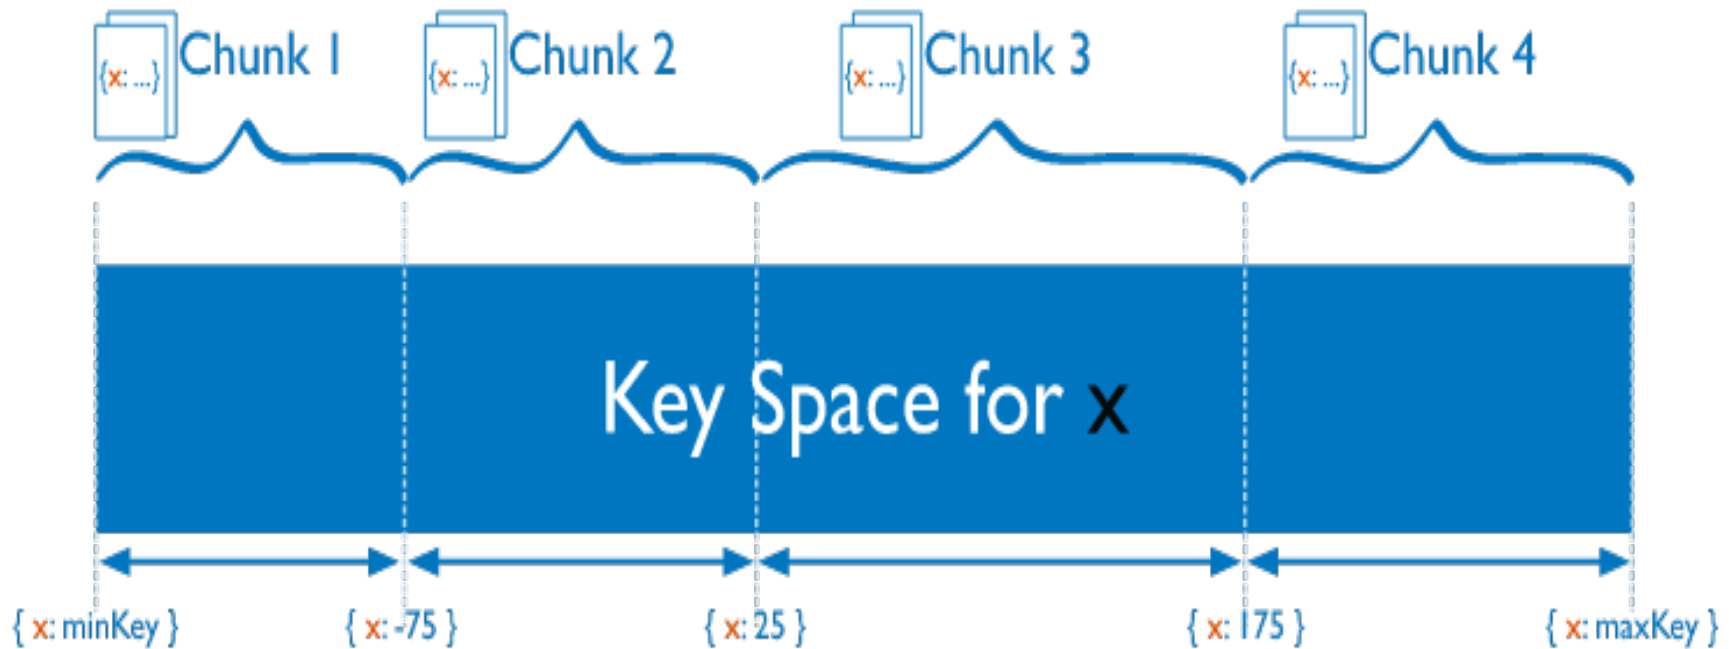 Chunk 1
Chunk 2
Chunk 3
Chunk 4
{x: ...}
{x: ...}
{x: ...}
{x: ...}
Key Space for x
{ x: minKey }
{ x: -75 }
{ x: 25 }
{ x: 175 }
{ x: maxKey }